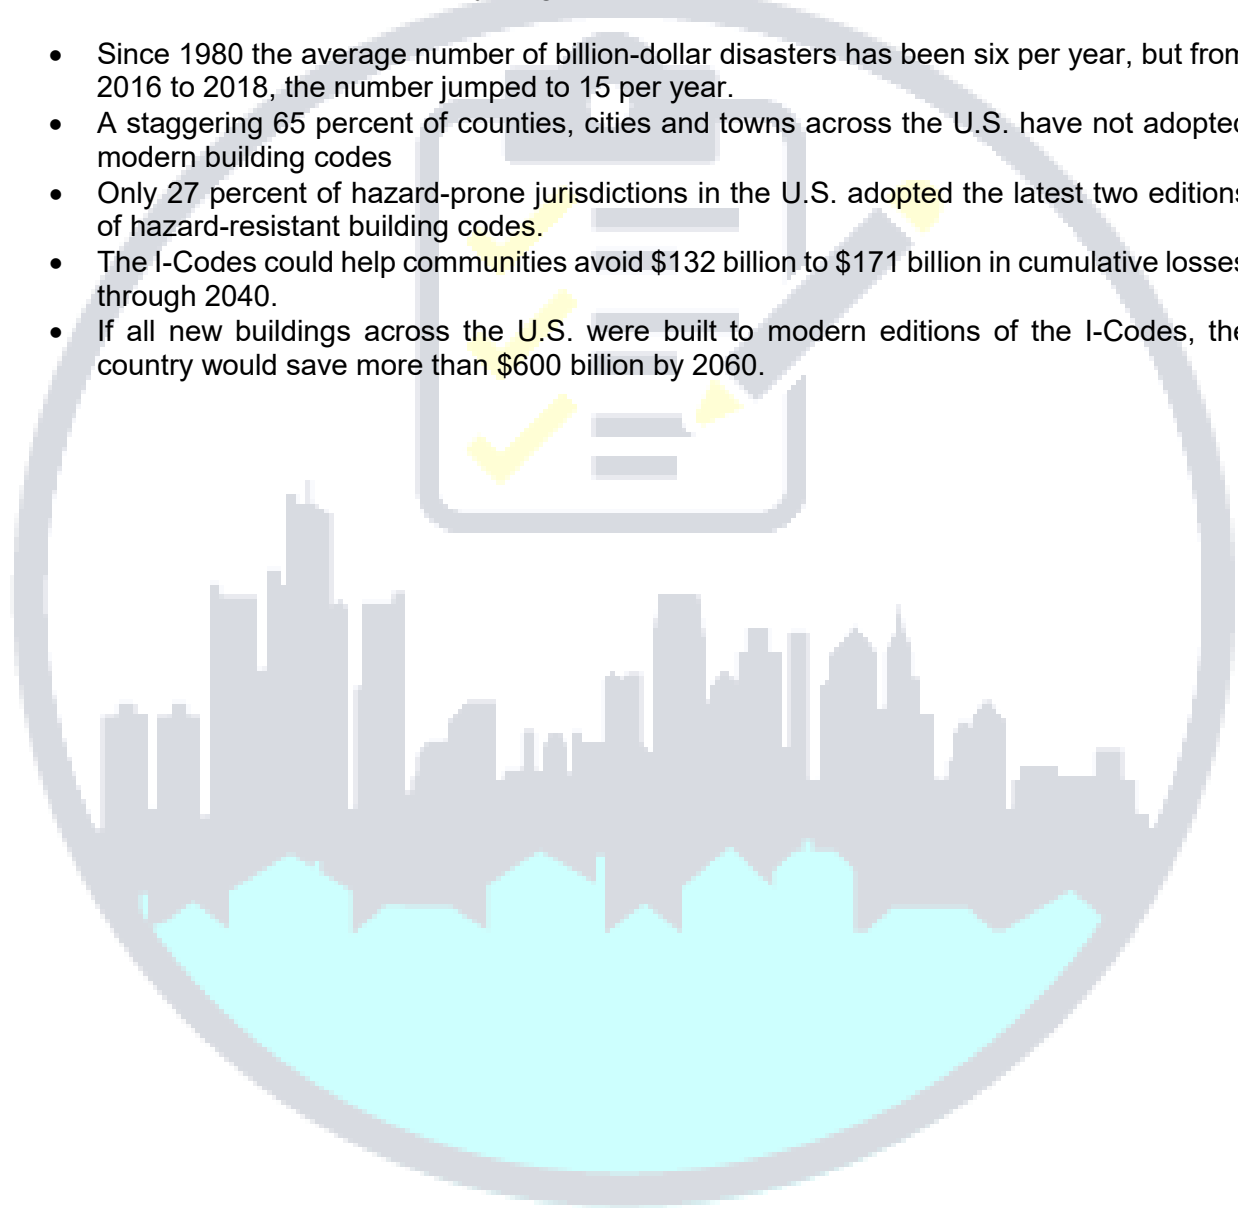 • Since 1980 the average number of billion-dollar disasters has been six per year, but from
2016 to 2018, the number jumped to 15 per year.
• A staggering 65 percent of counties, cities and towns across the U.S. have not adopted
modern building codes
• Only 27 percent of hazard-prone jurisdictions in the U.S. adopted the latest two editions
of hazard-resistant building codes.
• The I-Codes could help communities avoid $132 billion to $171 billion in cumulative losses
through 2040.
• If all new buildings across the U.S. were built to modern editions of the I-Codes, the
country would save more than $600 billion by 2060.